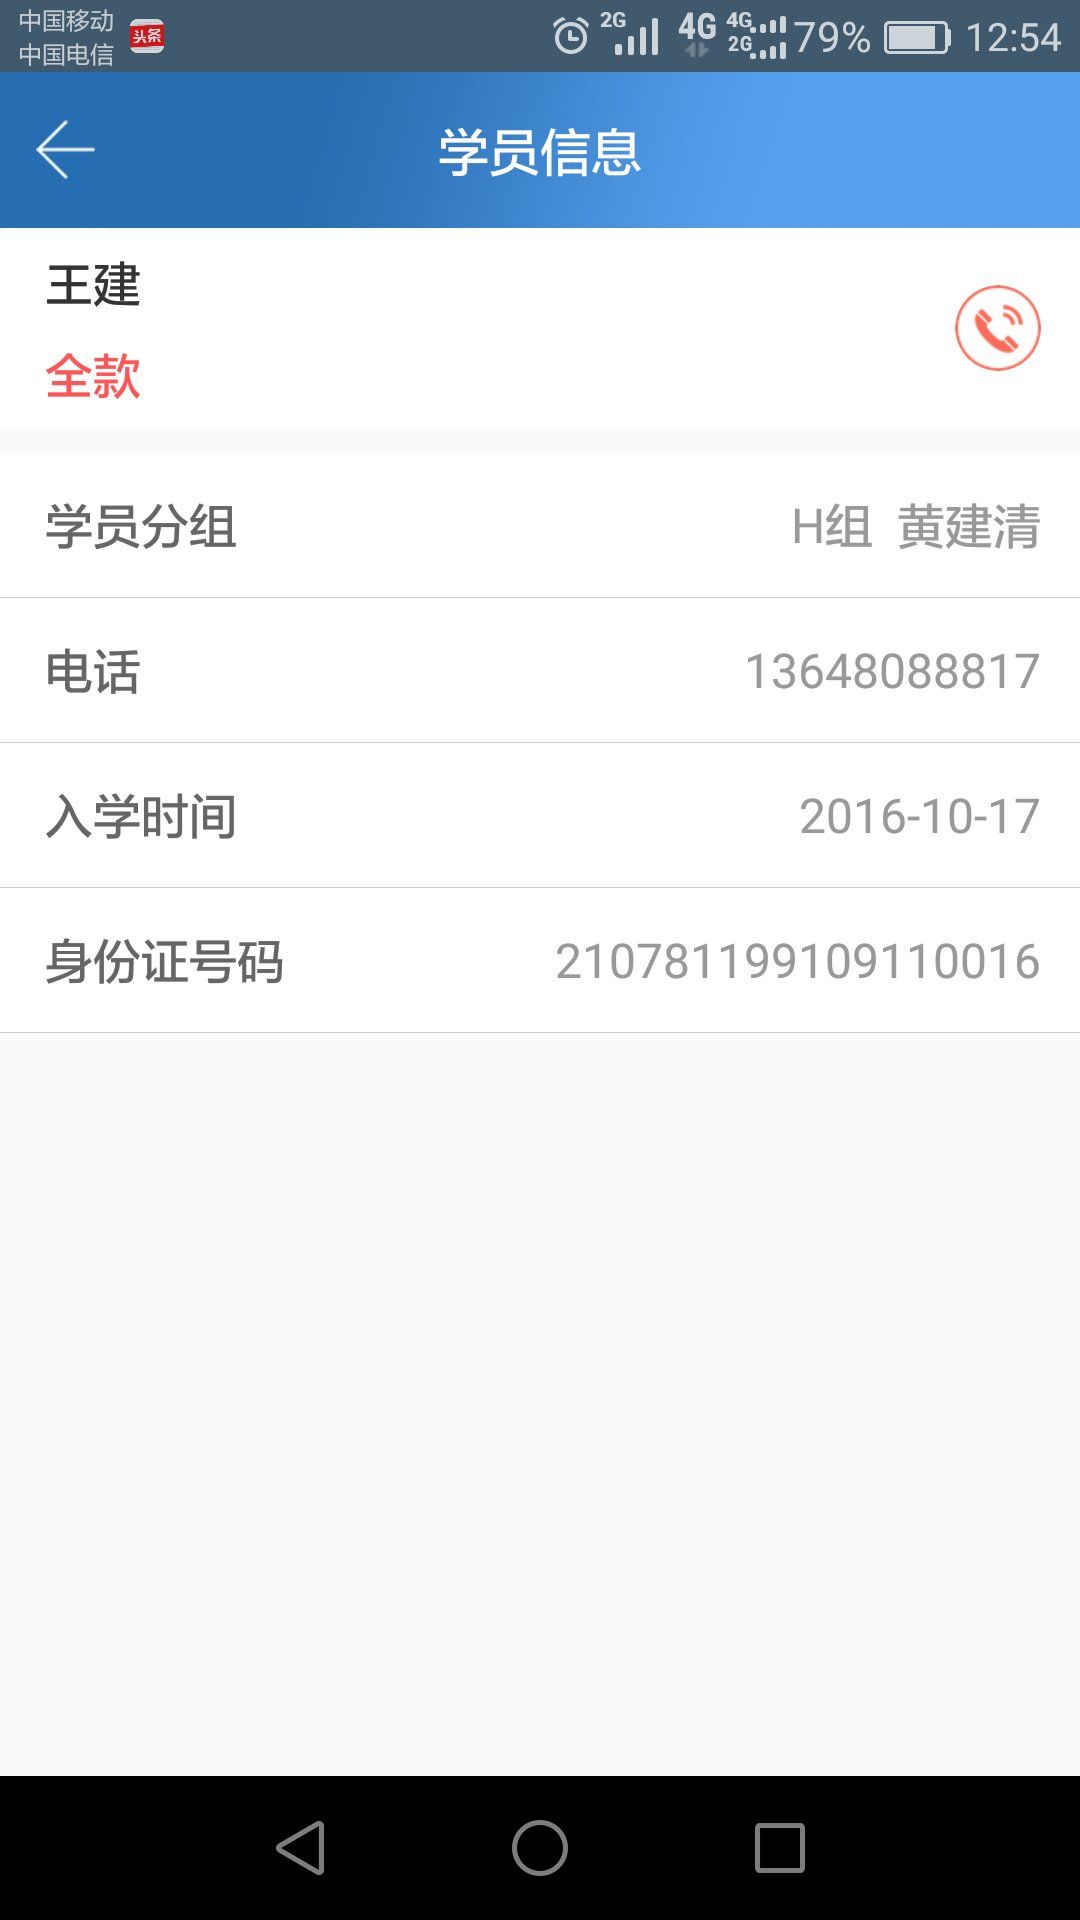 中国移动
中国电信
头条
2G 4G 4G 2G 79% 12:54
学员信息
王建
全款
学员分组 H组 黄建清
电话 13648088817
入学时间 2016-10-17
身份证号码 210781199109110016